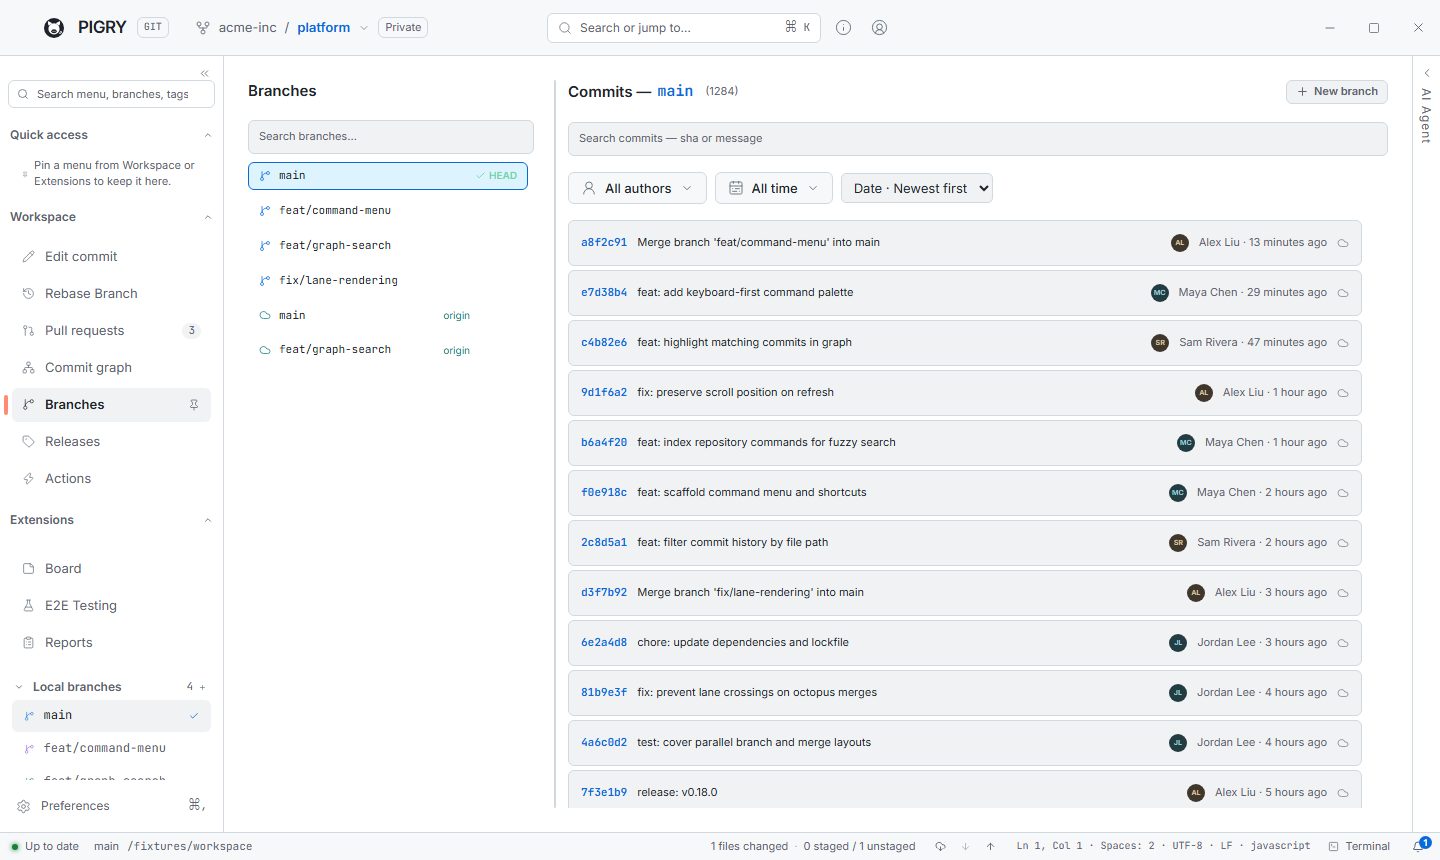 PIGRY GIT acme-inc / platform Private Search or jump to... ⌘ K
Search menu, branches, tags
Quick access
Pin a menu from Workspace or
Extensions to keep it here.
Workspace
Edit commit
Rebase Branch
Pull requests 3
Commit graph
Branches
Releases
Actions
Extensions
Board
E2E Testing
Reports
Local branches 4 +
main
feat/command-menu
feat/graph-search
Preferences ⌘,
Branches
Search branches...
main HEAD
feat/command-menu
feat/graph-search
fix/lane-rendering
main origin
feat/graph-search origin
Commits — main (1284) + New branch
Search commits — sha or message
All authors All time Date · Newest first
a8f2c91 Merge branch 'feat/command-menu' into main AL Alex Liu · 13 minutes ago
e7d38b4 feat: add keyboard-first command palette MC Maya Chen · 29 minutes ago
c4b82e6 feat: highlight matching commits in graph SR Sam Rivera · 47 minutes ago
9d1f6a2 fix: preserve scroll position on refresh AL Alex Liu · 1 hour ago
b6a4f20 feat: index repository commands for fuzzy search MC Maya Chen · 1 hour ago
f0e918c feat: scaffold command menu and shortcuts MC Maya Chen · 2 hours ago
2c8d5a1 feat: filter commit history by file path SR Sam Rivera · 2 hours ago
d3f7b92 Merge branch 'fix/lane-rendering' into main AL Alex Liu · 3 hours ago
6e2a4d8 chore: update dependencies and lockfile JL Jordan Lee · 3 hours ago
81b9e3f fix: prevent lane crossings on octopus merges JL Jordan Lee · 4 hours ago
4a6c0d2 test: cover parallel branch and merge layouts JL Jordan Lee · 4 hours ago
7f3e1b9 release: v0.18.0 AL Alex Liu · 5 hours ago
AI Agent
Up to date main /fixtures/workspace 1 files changed · 0 staged / 1 unstaged Ln 1, Col 1 · Spaces: 2 · UTF-8 · LF · javascript Terminal 1